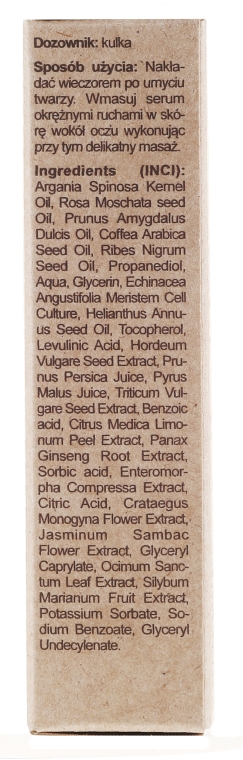 Dozownik: kulka
Sposób użycia: Nakła-
dać wieczorem po umyciu
twarzy. Wmasuj serum
okrężnymi ruchami w skó-
rę wokół oczu wykonując
przy tym delikatny masaż.
Ingredients (INCI):
Argania Spinosa Kernel
Oil, Rosa Moschata seed
Oil, Prunus Amygdalus
Dulcis Oil, Coffea Arabica
Seed Oil, Ribes Nigrum
Seed Oil, Propanediol,
Aqua, Glycerin, Echinacea
Angustifolia Meristem Cell
Culture, Helianthus Annu-
us Seed Oil, Tocopherol,
Levulinic Acid, Hordeum
Vulgare Seed Extract, Pru-
nus Persica Juice, Pyrus
Malus Juice, Triticum Vul-
gare Seed Extract, Benzoic
acid, Citrus Medica Limo-
num Peel Extract, Panax
Ginseng Root Extract,
Sorbic acid, Enteromor-
pha Compressa Extract,
Citric Acid, Crataegus
Monogyna Flower Extract,
Jasminum Sambac
Flower Extract, Glyceryl
Caprylate, Ocimum Sanc-
tum Leaf Extract, Silybum
Marianum Fruit Extract,
Potassium Sorbate, So-
dium Benzoate, Glyceryl
Undecylenate.